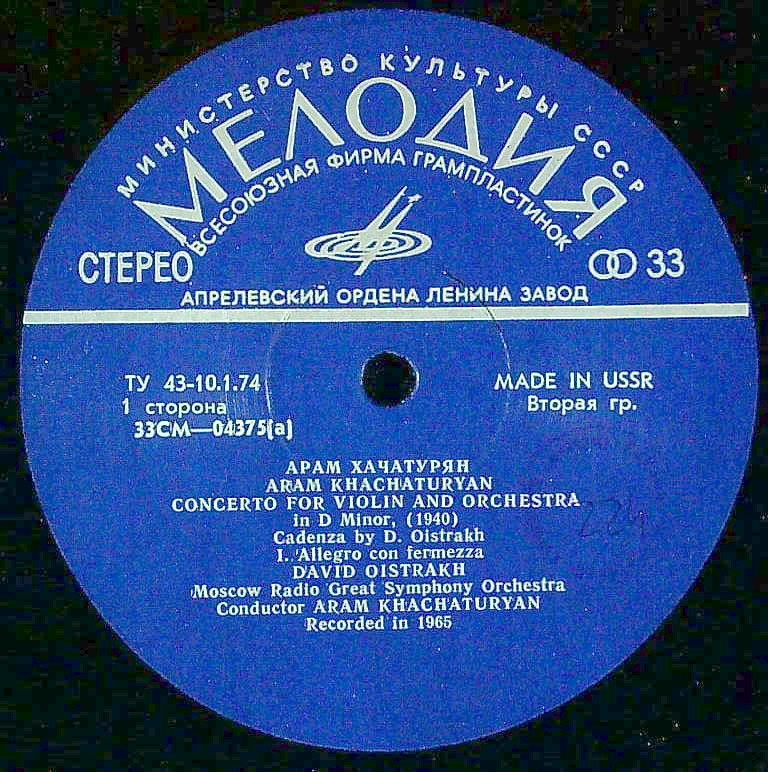 МИНИСТЕРСТВО КУЛЬТУРЫ СССР
МЕЛОДИЯ
ВСЕСОЮЗНАЯ ФИРМА ГРАМПЛАСТИНОК
СТЕРЕО
33
АПРЕЛЕВСКИЙ ОРДЕНА ЛЕНИНА ЗАВОД
ТУ 43-10.1.74
MADE IN USSR
1 сторона
Вторая гр.
33СМ—04375(а)
АРАМ ХАЧАТУРЯН
ARAM KHACHATURYAN
CONCERTO FOR VIOLIN AND ORCHESTRA
in D Minor, (1940)
Cadenza by D. Oistrakh
1. Allegro con fermezza
DAVID OISTRAKH
Moscow Radio Great Symphony Orchestra
Conductor ARAM KHACHATURYAN
Recorded in 1965